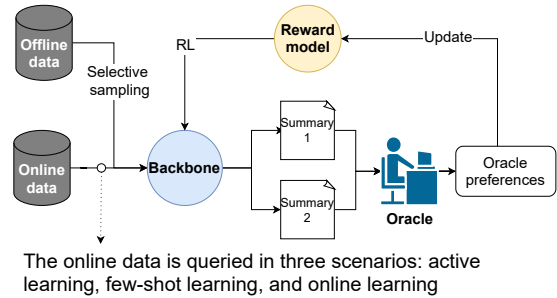 Offline
data
Selective
sampling
RL
Reward
model
Update
Online
data
Backbone
Summary
1
Summary
2
Oracle
Oracle
preferences
The online data is queried in three scenarios: active
learning, few-shot learning, and online learning